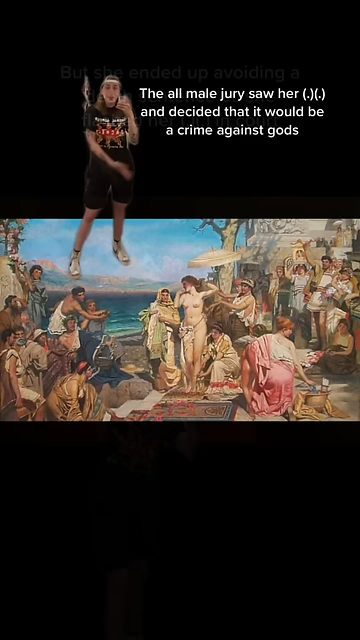 But she ended up avoiding a
The all male jury saw her (.)(.)
and decided that it would be
a crime against gods